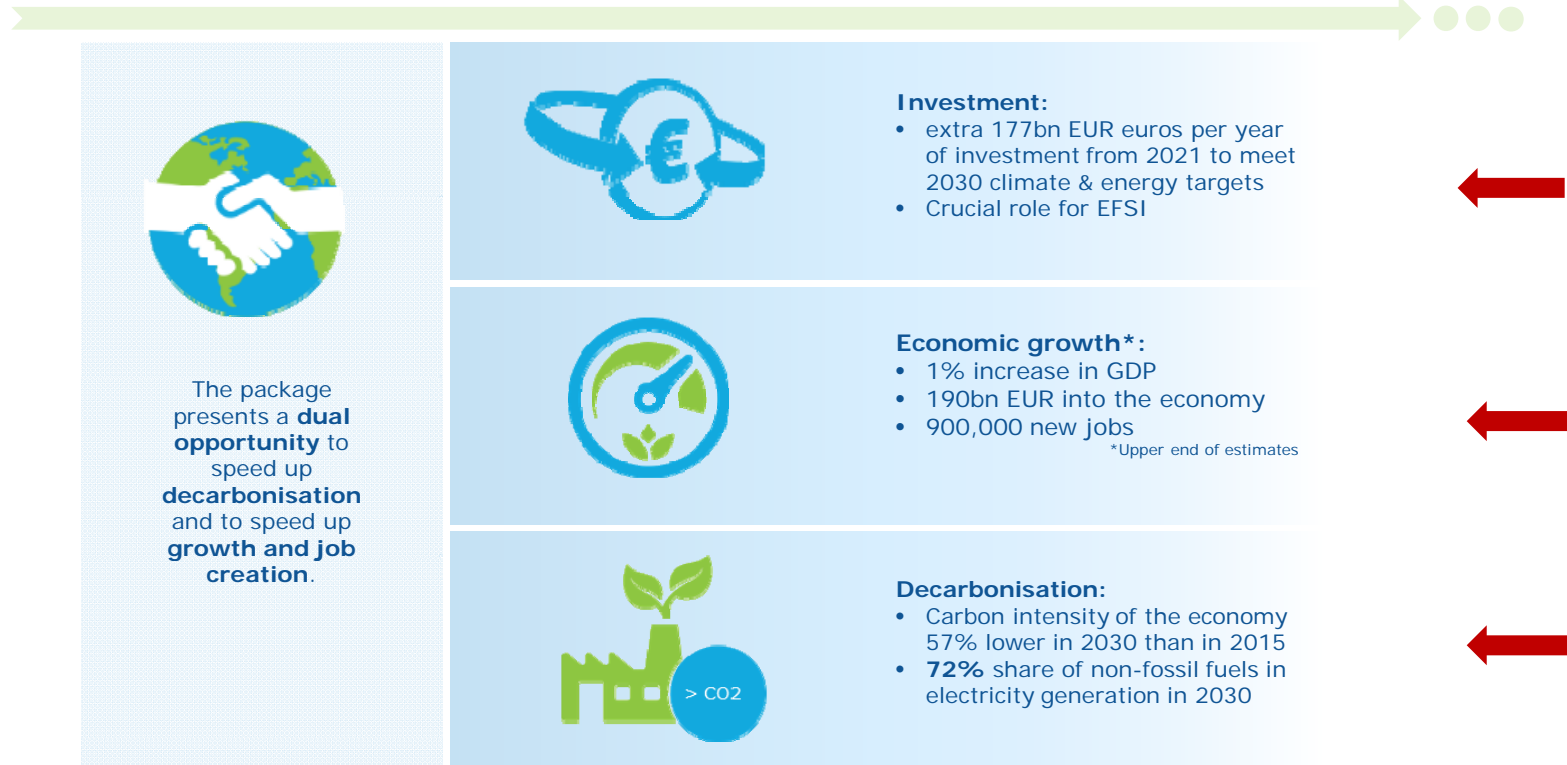 The package
presents a dual
opportunity to
speed up
decarbonisation
and to speed up
growth and job
creation.
€
Investment:
• extra 177bn EUR euros per year
of investment from 2021 to meet
2030 climate & energy targets
• Crucial role for EFSI
Economic growth*:
• 1% increase in GDP
• 190bn EUR into the economy
• 900,000 new jobs
*Upper end of estimates
> CO2
Decarbonisation:
• Carbon intensity of the economy
57% lower in 2030 than in 2015
• 72% share of non-fossil fuels in
electricity generation in 2030